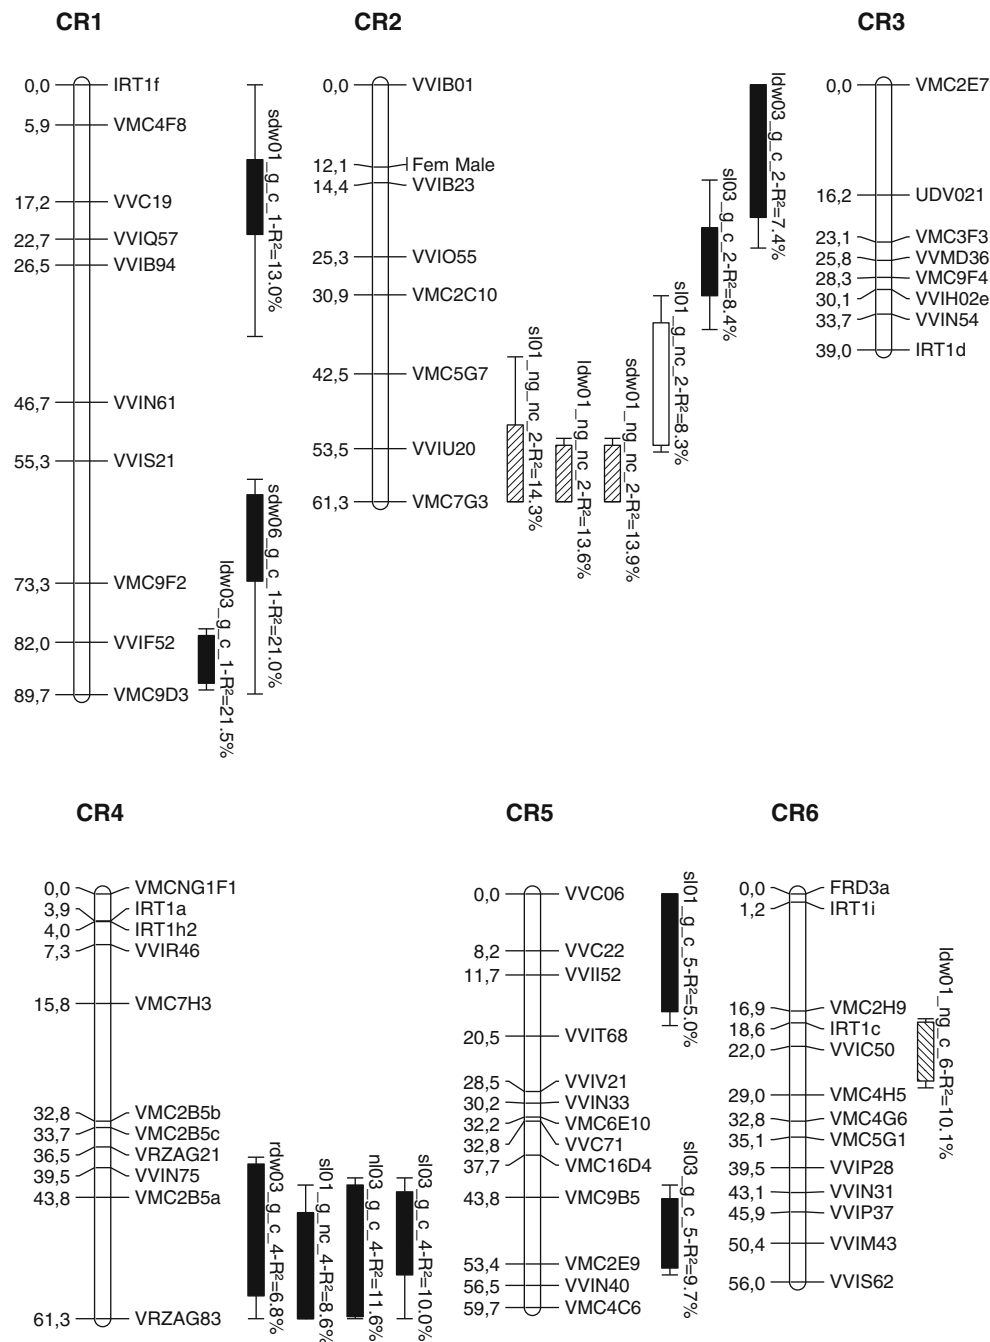 CR1
0,0 IRT1f
5,9 VMC4F8
17,2 VVC19
22,7 VVIQ57
26,5 VVIB94
46,7 VVIN61
55,3 VVIS21
73,3 VMC9F2
82,0 VVIF52
89,7 VMC9D3
sdw01_g_c_1-R²=13.0%
sdw06_g_c_1-R²=21.0%
ldw03_g_c_1-R²=21.5%
CR2
0,0 VVIB01
12,1 Fem Male
14,4 VVIB23
25,3 VVIO55
30,9 VMC2C10
42,5 VMC5G7
53,5 VVIU20
61,3 VMC7G3
sl01_ng_nc_2-R²=14.3%
ldw01_ng_nc_2-R²=13.6%
sdw01_ng_nc_2-R²=13.9%
sl01_g_nc_2-R²=8.3%
sl03_g_c_2-R²=8.4%
ldw03_g_c_2-R²=7.4%
CR3
0,0 VMC2E7
16,2 UDV021
23,1 VMC3F3
25,8 VVMD36
28,3 VMC9F4
30,1 VVIH02e
33,7 VVIN54
39,0 IRT1d
CR4
0,0 VMCNG1F1
3,9 IRT1a
4,0 IRT1h2
7,3 VVIR46
15,8 VMC7H3
32,8 VMC2B5b
33,7 VMC2B5c
36,5 VRZAG21
39,5 VVIN75
43,8 VMC2B5a
61,3 VRZAG83
rdw03_g_c_4-R²=6.8%
sl01_g_nc_4-R²=8.6%
nl03_g_c_4-R²=11.6%
sl03_g_c_4-R²=10.0%
CR5
0,0 VVC06
8,2 VVC22
11,7 VVII52
20,5 VVIT68
28,5 VVIV21
30,2 VVIN33
32,2 VMC6E10
32,8 VVC71
37,7 VMC16D4
43,8 VMC9B5
53,4 VMC2E9
56,5 VVIN40
59,7 VMC4C6
sl01_g_c_5-R²=5.0%
sl03_g_c_5-R²=9.7%
CR6
0,0 FRD3a
1,2 IRT1i
16,9 VMC2H9
18,6 IRT1c
22,0 VVIC50
29,0 VMC4H5
32,8 VMC4G6
35,1 VMC5G1
39,5 VVIP28
43,1 VVIN31
45,9 VVIP37
50,4 VVIM43
56,0 VVIS62
ldw01_ng_c_6-R²=10.1%